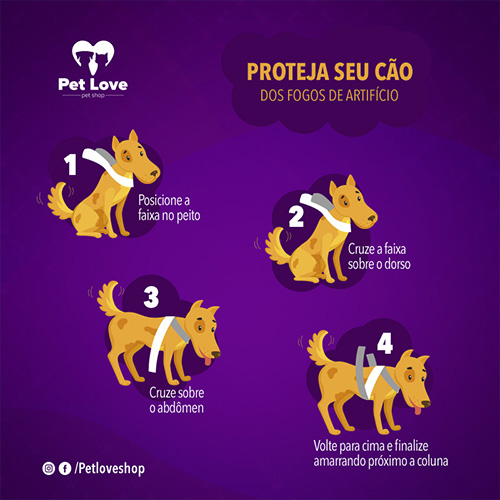 Pet Love
pet shop
PROTEJA SEU CÃO
DOS FOGOS DE ARTIFÍCIO
1
Posicione a
faixa no peito
2
Cruze a faixa
sobre o dorso
3
Cruze sobre
o abdômen
4
Volte para cima e finalize
amarrando próximo a coluna
/Petloveshop